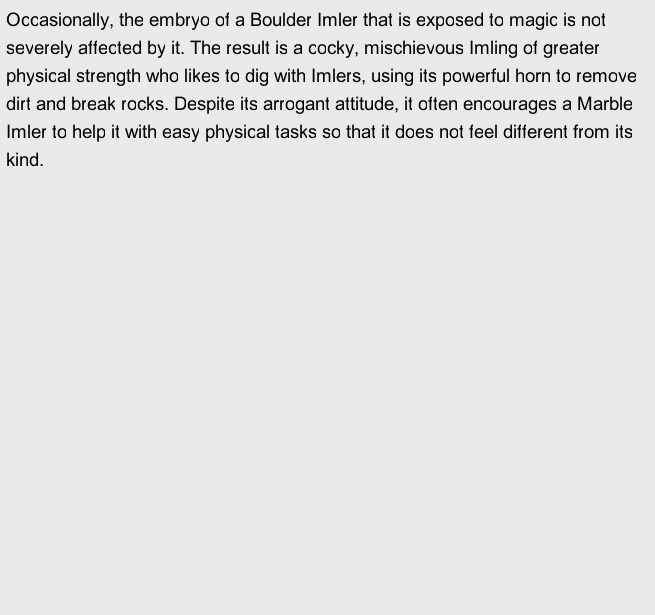 Occasionally, the embryo of a Boulder Imler that is exposed to magic is not
severely affected by it. The result is a cocky, mischievous Imling of greater
physical strength who likes to dig with Imlers, using its powerful horn to remove
dirt and break rocks. Despite its arrogant attitude, it often encourages a Marble
Imler to help it with easy physical tasks so that it does not feel different from its
kind.